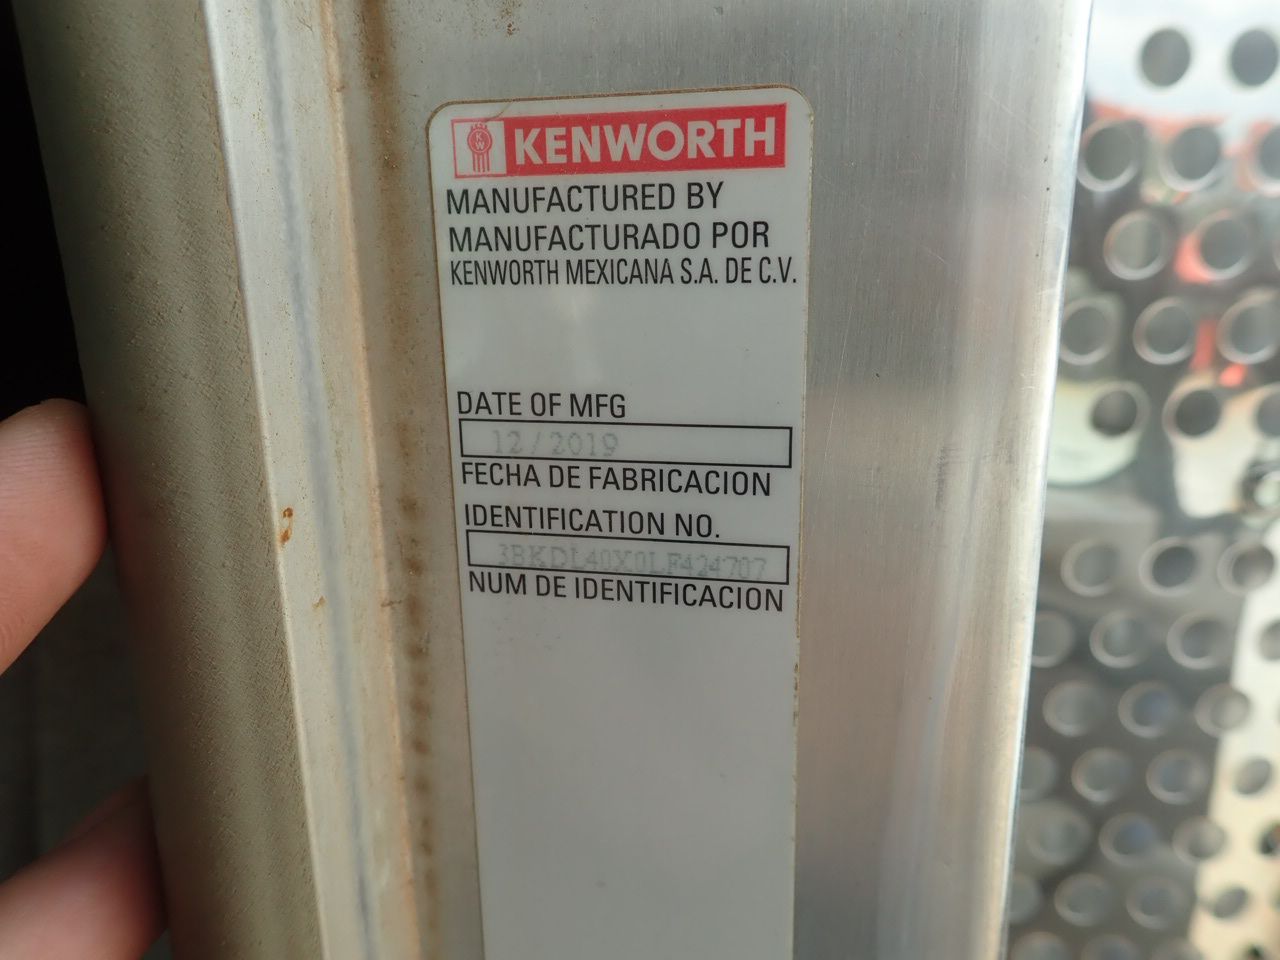 KW
KENWORTH
MANUFACTURED BY
MANUFACTURADO POR
KENWORTH MEXICANA S.A. DE C.V.
DATE OF MFG
12/2019
FECHA DE FABRICACION
IDENTIFICATION NO.
3BKDL40X0LF424707
NUM DE IDENTIFICACION